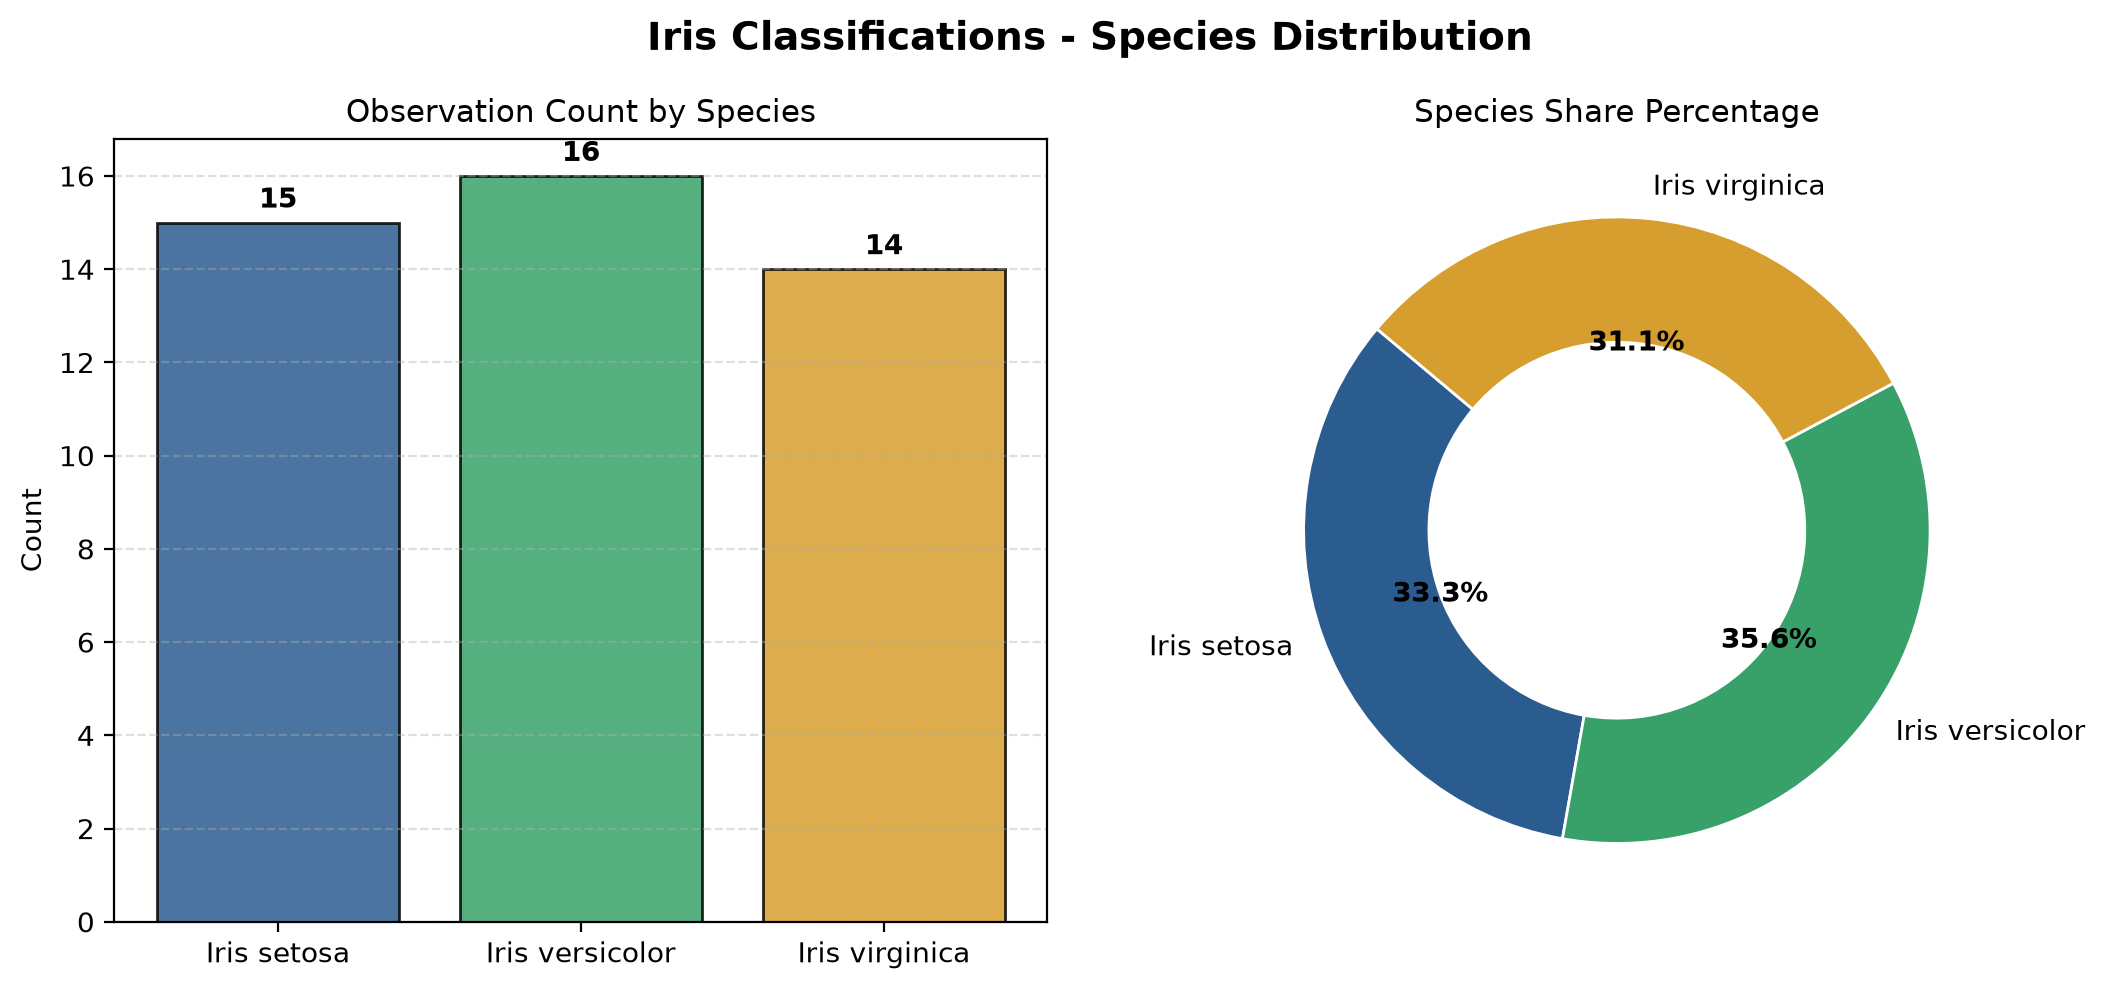 Iris Classifications - Species Distribution
Observation Count by Species
16
15
14
16
14
12
10
8
6
4
2
0
Count
Iris setosa
Iris versicolor
Iris virginica
Species Share Percentage
Iris virginica
31.1%
33.3%
35.6%
Iris setosa
Iris versicolor